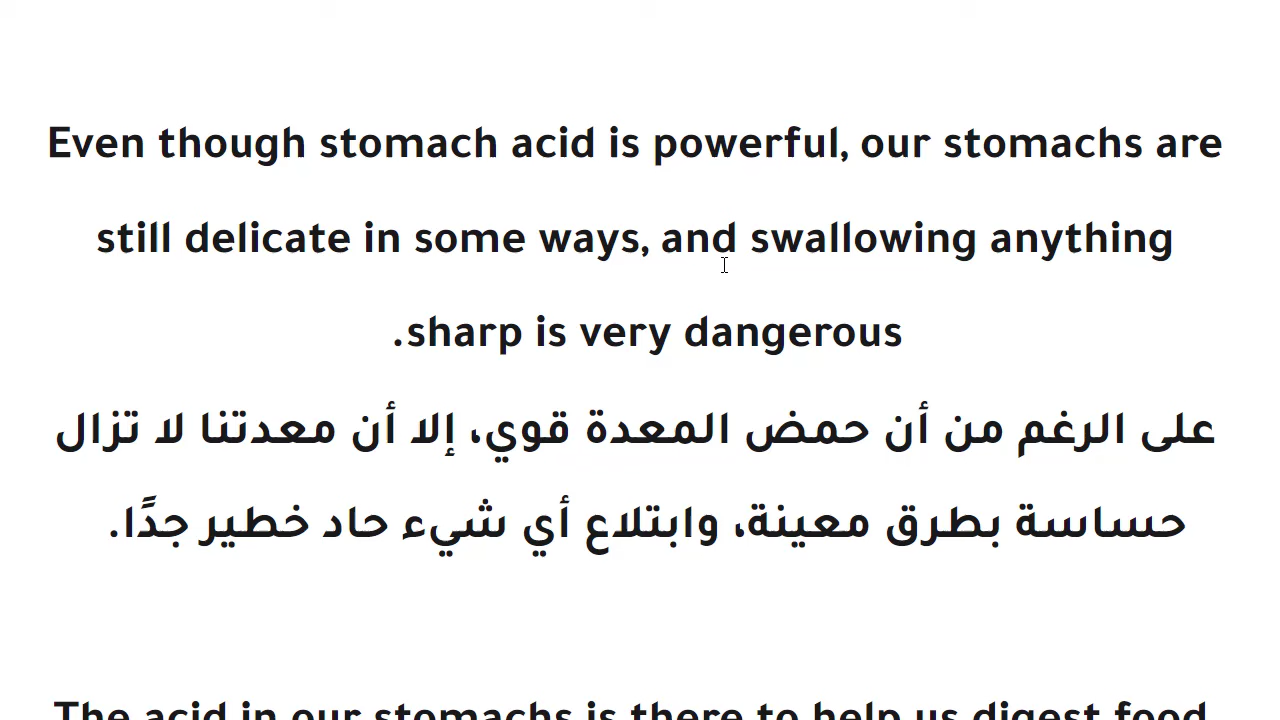 Even though stomach acid is powerful, our stomachs are
still delicate in some ways, and swallowing anything
.sharp is very dangerous
على الرغم من أن حمض المعدة قوي، إلا أن معدتنا لا تزال
حساسة بطرق معينة، وابتلاع أي شيء حاد خطير جدًا.
The acid in our stomachs is there to help us digest food